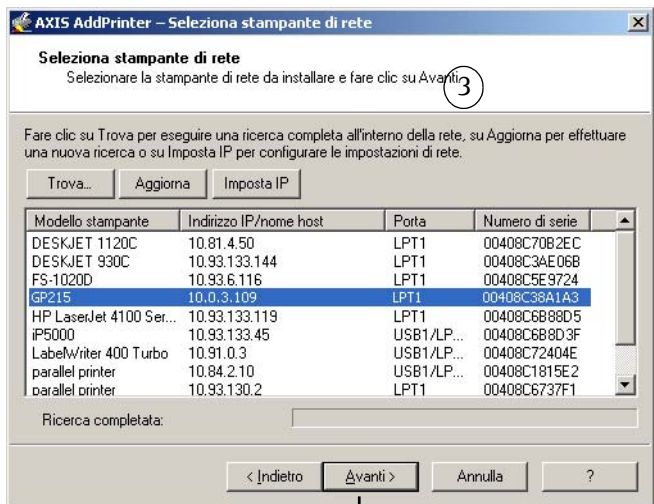 AXIS AddPrinter – Seleziona stampante di rete
Seleziona stampante di rete
Selezionare la stampante di rete da installare e fare clic su Avanti.
3
Fare clic su Trova per eseguire una ricerca completa all'interno della rete, su Aggiorna per effettuare
una nuova ricerca o su Imposta IP per configurare le impostazioni di rete.
Trova... Aggiorna Imposta IP
Modello stampante Indirizzo IP/nome host Porta Numero di serie
DESKJET 1120C 10.81.4.50 LPT1 00408C70B2EC
DESKJET 930C 10.93.133.144 LPT1 00408C3AE06B
FS-1020D 10.93.6.116 LPT1 00408C5E9724
GP215 10.0.3.109 LPT1 00408C38A1A3
HP LaserJet 4100 Ser... 10.93.133.119 LPT1 00408C6B88D5
iP5000 10.93.133.45 USB1/LP... 00408C6B8D3F
LabelWriter 400 Turbo 10.91.0.3 USB1/LP... 00408C72404E
parallel printer 10.84.2.10 USB1/LP... 00408C1815E2
parallel printer 10.93.130.2 LPT1 00408C6737F1
Ricerca completata:
< Indietro Avanti > Annulla ?